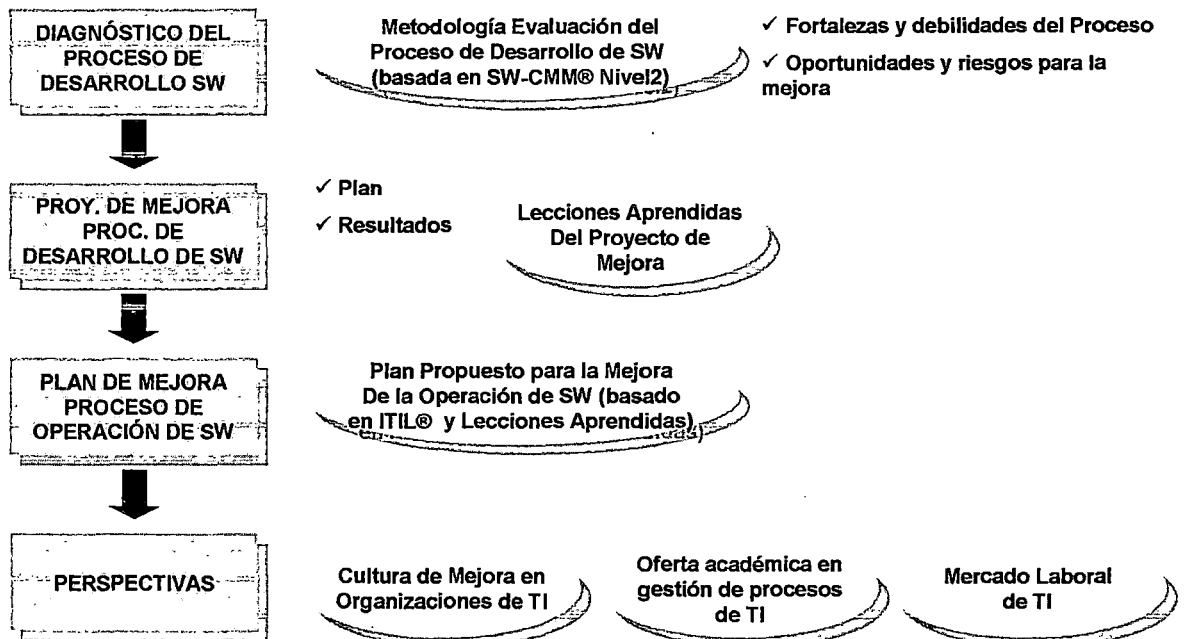 DIAGNÓSTICO DEL
PROCESO DE
DESARROLLO SW
Metodología Evaluación del
Proceso de Desarrollo de SW
(basada en SW-CMM® Nivel2)
✓ Fortalezas y debilidades del Proceso
✓ Oportunidades y riesgos para la
mejora
PROY. DE MEJORA
PROC. DE
DESARROLLO DE SW
✓ Plan
✓ Resultados
Lecciones Aprendidas
Del Proyecto de
Mejora
PLAN DE MEJORA
PROCESO DE
OPERACIÓN DE SW
Plan Propuesto para la Mejora
De la Operación de SW (basado
en ITIL® y Lecciones Aprendidas)
PERSPECTIVAS
Cultura de Mejora en
Organizaciones de TI
Oferta académica en
gestión de procesos
de TI
Mercado Laboral
de TI